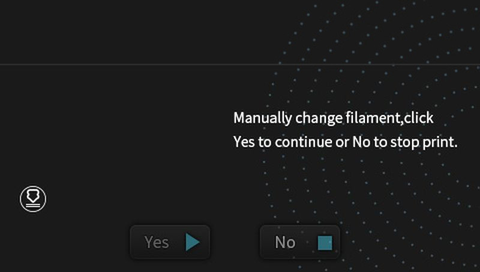 Manually change filament,click
Yes to continue or No to stop print.
Yes
No